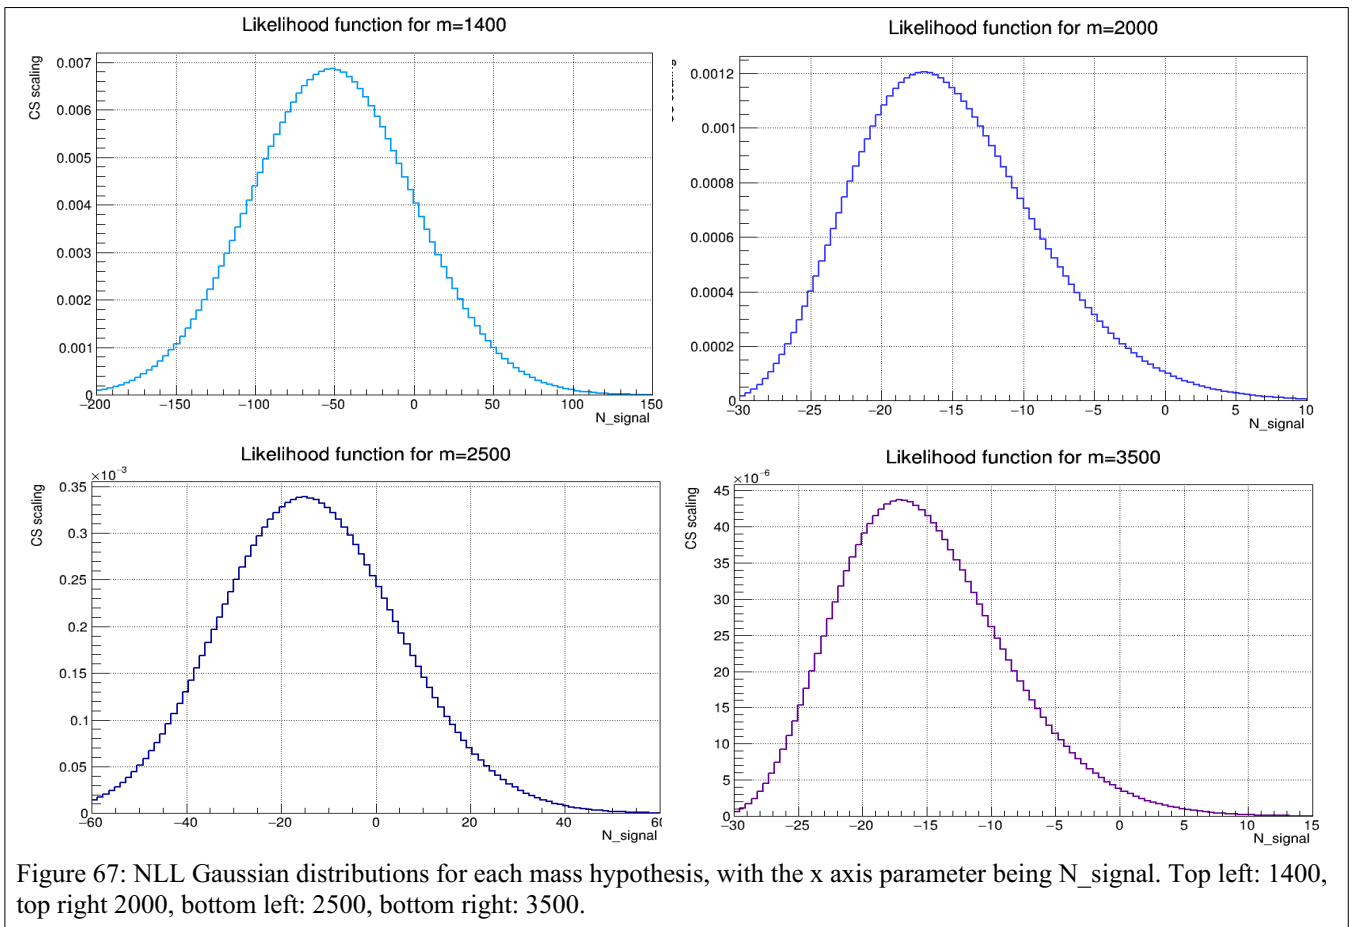 Likelihood function for m=1400
CS scaling
0.007
0.006
0.005
0.004
0.003
0.002
0.001
0
−200 −150 −100 −50 0 50 100 150
N_signal
Likelihood function for m=2000
scaling
0.0012
0.001
0.0008
0.0006
0.0004
0.0002
0
−30 −25 −20 −15 −10 −5 0 5 10
N_signal
Likelihood function for m=2500
×10−3
CS scaling
0.35
0.3
0.25
0.2
0.15
0.1
0.05
0
−60 −40 −20 0 20 40 60
N_signal
Likelihood function for m=3500
×10−6
CS scaling
45
40
35
30
25
20
15
10
5
0
−30 −25 −20 −15 −10 −5 0 5 10 15
N_signal
Figure 67: NLL Gaussian distributions for each mass hypothesis, with the x axis parameter being N_signal. Top left: 1400,
top right 2000, bottom left: 2500, bottom right: 3500.